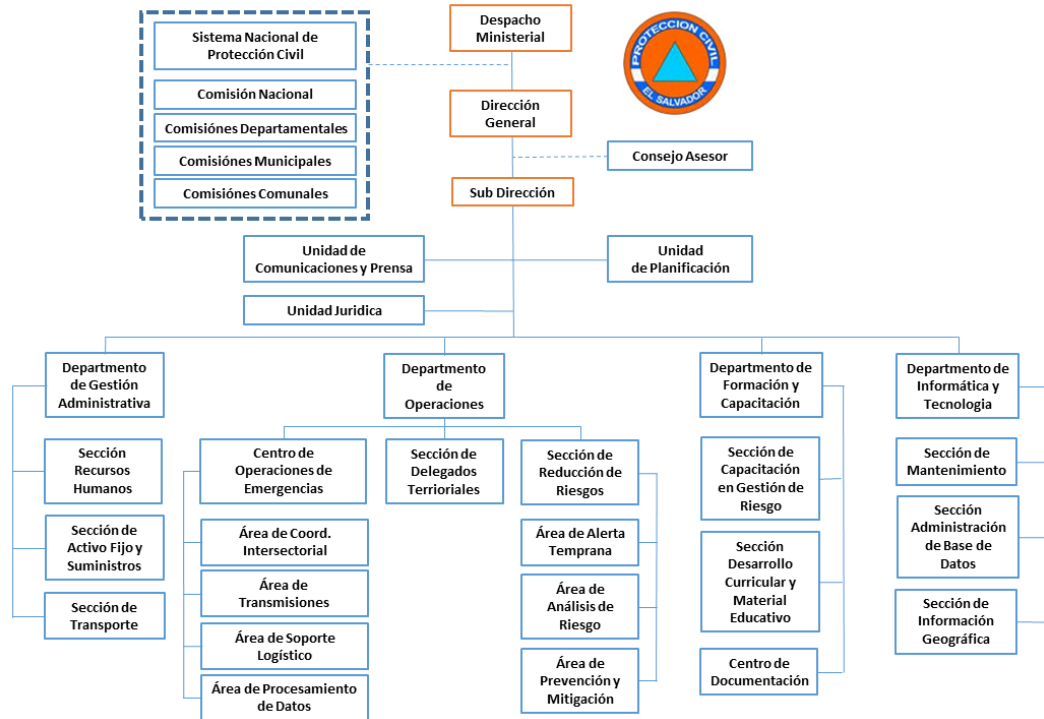 Sistema Nacional de
Protección Civil
Comisión Nacional
Comisiónes Departamentales
Comisiónes Municipales
Comisiónes Comunales
Despacho
Ministerial
Dirección
General
PROTECCION CIVIL
EL SALVADOR
Consejo Asesor
Sub Dirección
Unidad de
Comunicaciones y Prensa
Unidad
de Planificación
Unidad Juridica
Departmento
de Gestión
Administrativa
Sección
Recursos
Humanos
Sección de
Activo Fijo y
Suministros
Sección de
Transporte
Departmento
de
Operaciones
Centro de
Operaciones de
Emergencias
Área de Coord.
Intersectorial
Área de
Transmisiones
Área de Soporte
Logístico
Área de Procesamiento
de Datos
Sección de
Delegados
Terrioriales
Sección de
Reducción de
Riesgos
Área de Alerta
Temprana
Área de
Análisis de
Riesgo
Área de
Prevención y
Mitigación
Departmento de
Formación y
Capacitación
Sección de
Capacitación
en Gestión de
Riesgo
Sección
Desarrollo
Curricular y
Material
Educativo
Centro de
Documentación
Departmento de
Informática y
Tecnologia
Sección de
Mantenimiento
Sección
Administración
de Base de
Datos
Sección de
Información
Geográfica